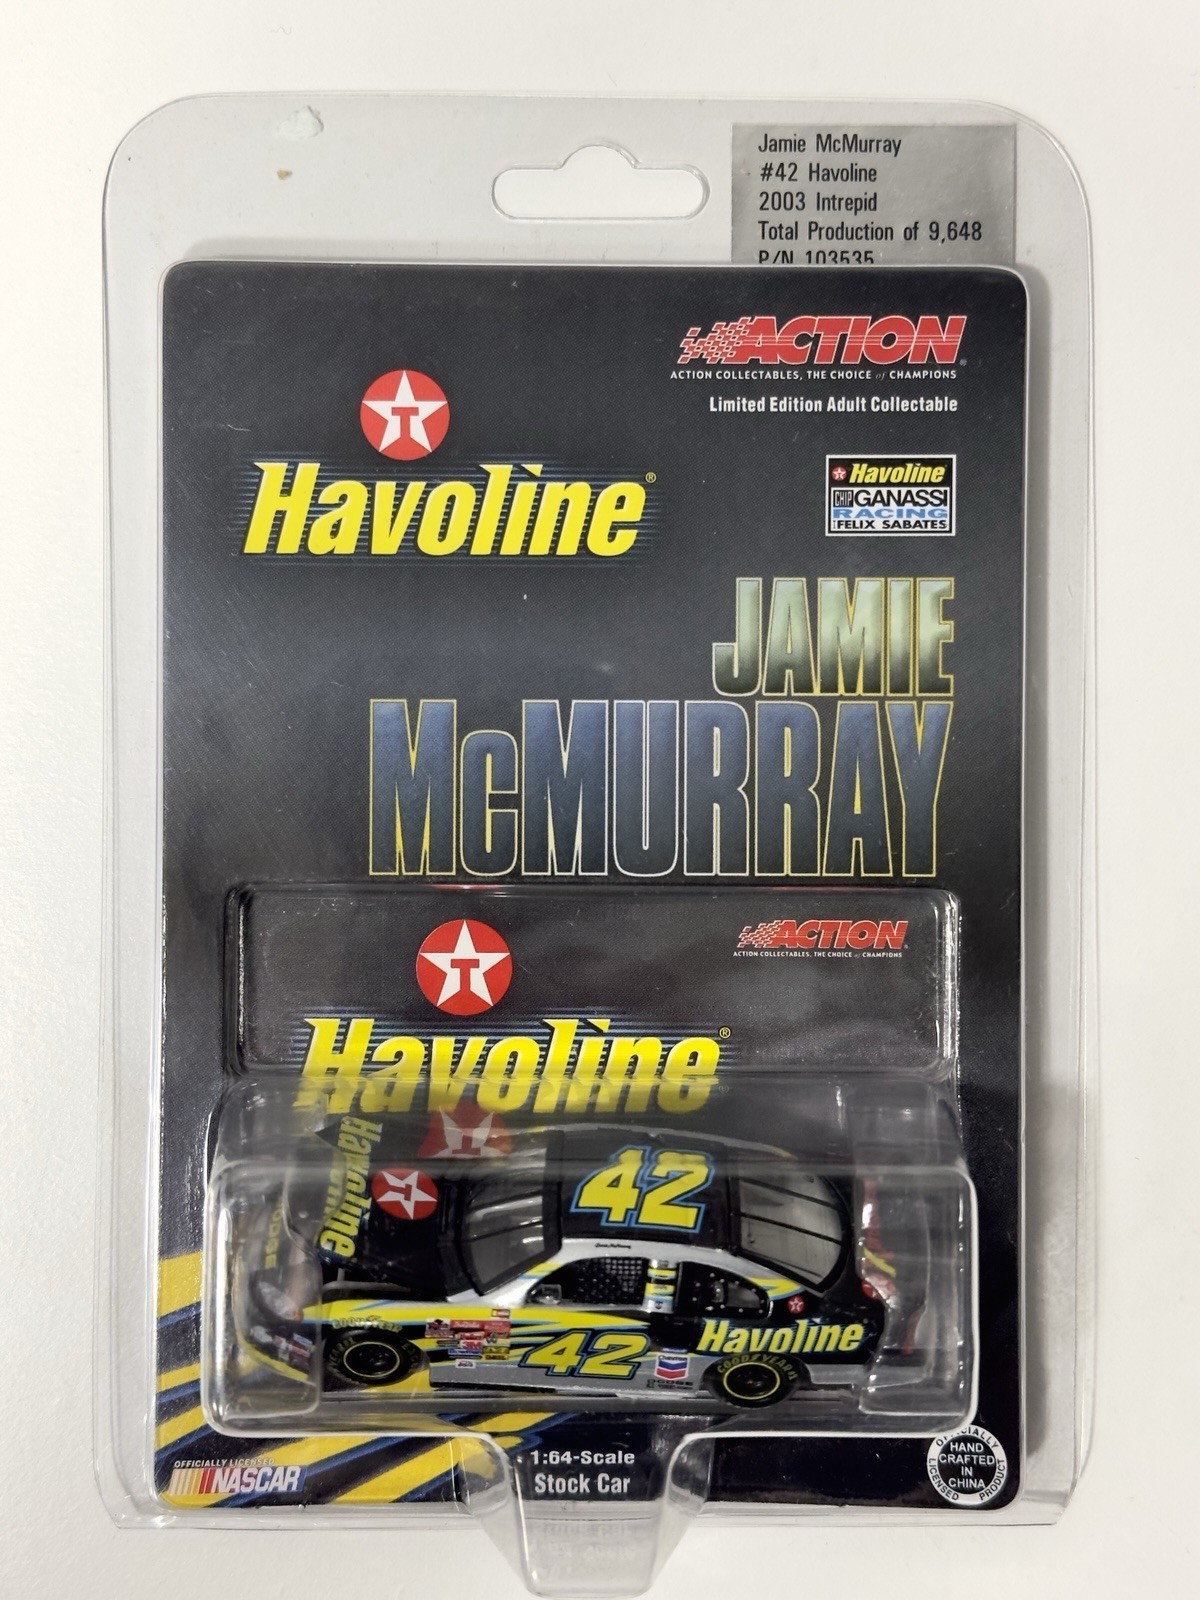 Jamie McMurray
#42 Havoline
2003 Intrepid
Total Production of 9,648
P/N 103535
ACTION
ACTION COLLECTABLES, THE CHOICE of CHAMPIONS
Limited Edition Adult Collectable
T
Havoline®
Havoline
CHIP GANASSI
RACING
FELIX SABATES
JAMIE
McMURRAY
T
ACTION
ACTION COLLECTABLES, THE CHOICE of CHAMPIONS
Havoline®
Havoline
T
42
DODGE
42
Havoline
GOODYEAR
GOODYEAR
DODGE
OFFICIALLY LICENSED
NASCAR
1:64-Scale
Stock Car
OFFICIALLY LICENSED PRODUCT
HAND
CRAFTED
IN
CHINA